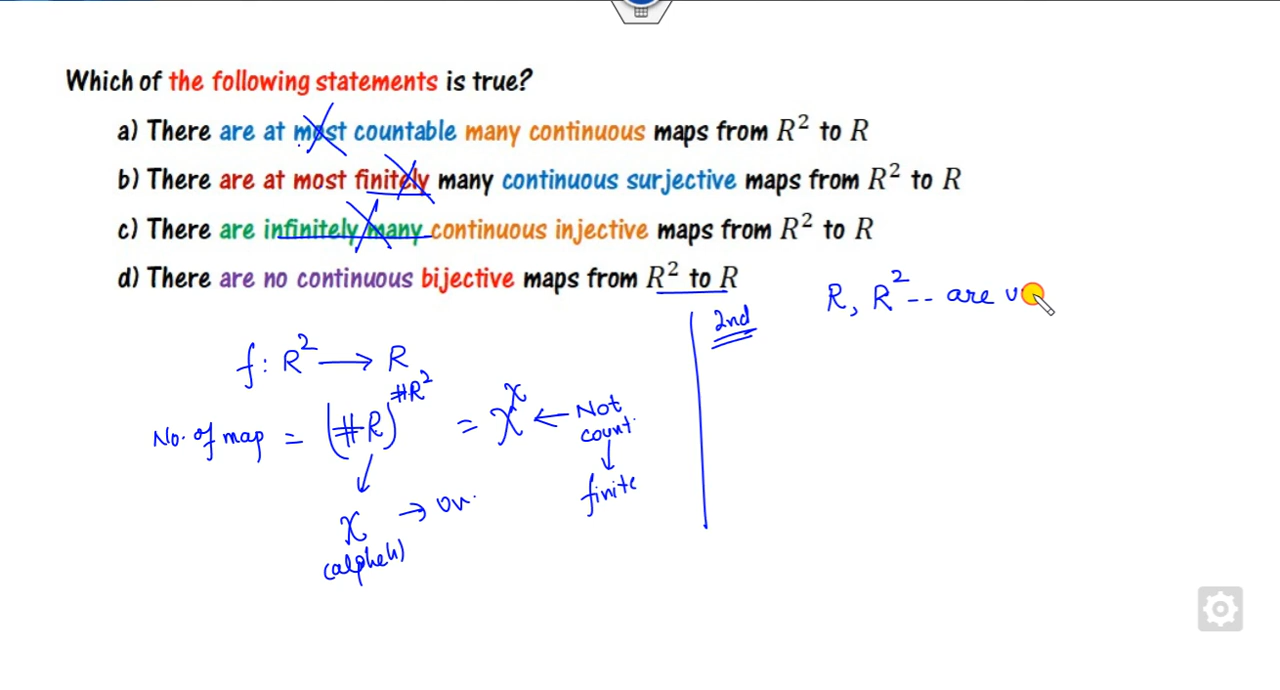 Which of the following statements is true?
a) There are at most countable many continuous maps from R² to R
b) There are at most finitely many continuous surjective maps from R² to R
c) There are infinitely many continuous injective maps from R² to R
d) There are no continuous bijective maps from R² to R
f: R² → R
No. of map = (#R)^#R² = X^X ← Not
count.
↓
finite
↓
X → un.
(alpheh)
2nd
R, R² -- are